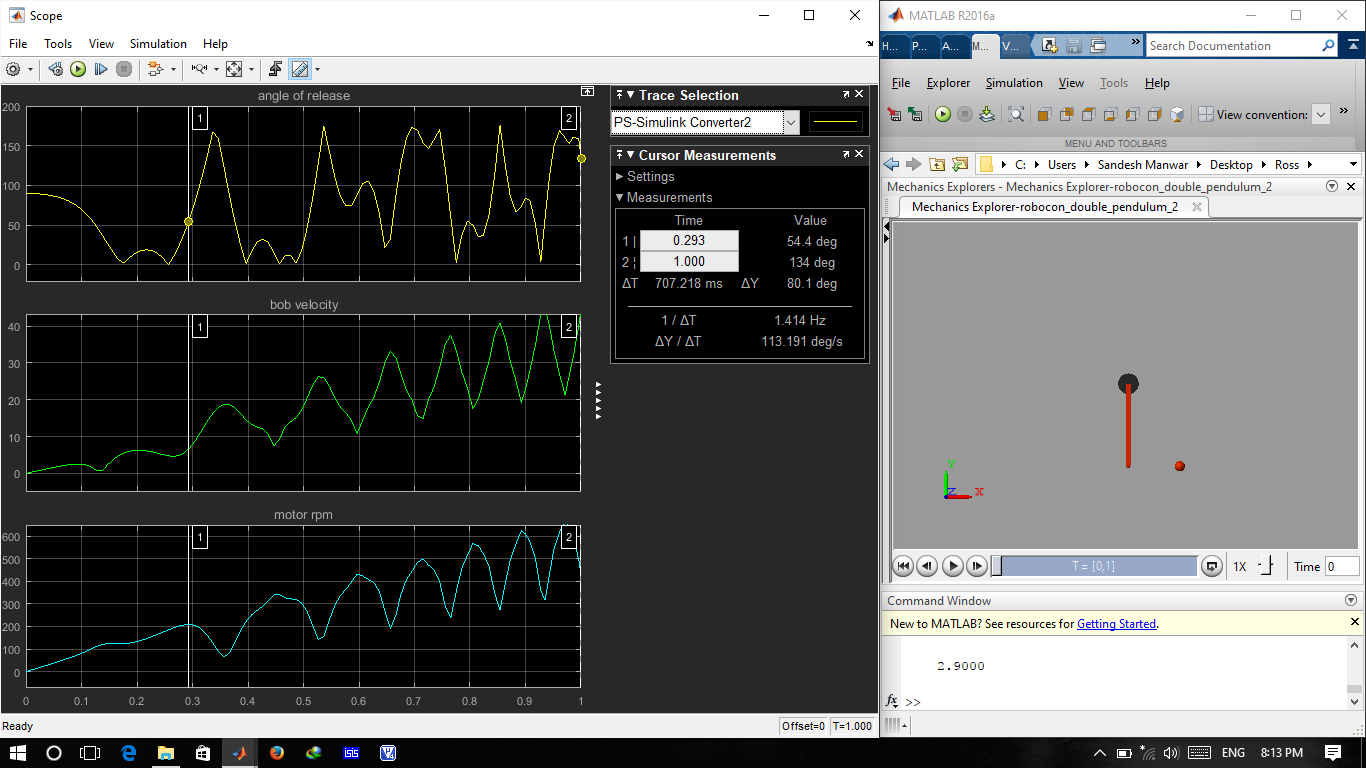 Scope
File Tools View Simulation Help
angle of release
200
150
100
50
0
1
2
bob velocity
40
30
20
10
0
1
2
motor rpm
600
500
400
300
200
100
0
1
2
0 0.1 0.2 0.3 0.4 0.5 0.6 0.7 0.8 0.9 1
Ready
Offset=0 T=1.000
Trace Selection
PS-Simulink Converter2
Cursor Measurements
Settings
Measurements
Time Value
1 0.293 54.4 deg
2 1.000 134 deg
ΔT 707.218 ms ΔY 80.1 deg
1 / ΔT 1.414 Hz
ΔY / ΔT 113.191 deg/s
MATLAB R2016a
H... P... A... M... V... Search Documentation
File Explorer Simulation View Tools Help
View convention:
MENU AND TOOLBARS
C: Users Sandesh Manwar Desktop Ross
Mechanics Explorers - Mechanics Explorer-robocon_double_pendulum_2
Mechanics Explorer-robocon_double_pendulum_2
Y
Z X
T = [0,1] 1X Time 0
Command Window
New to MATLAB? See resources for Getting Started.
2.9000
fx >>
ISIS
ENG 8:13 PM